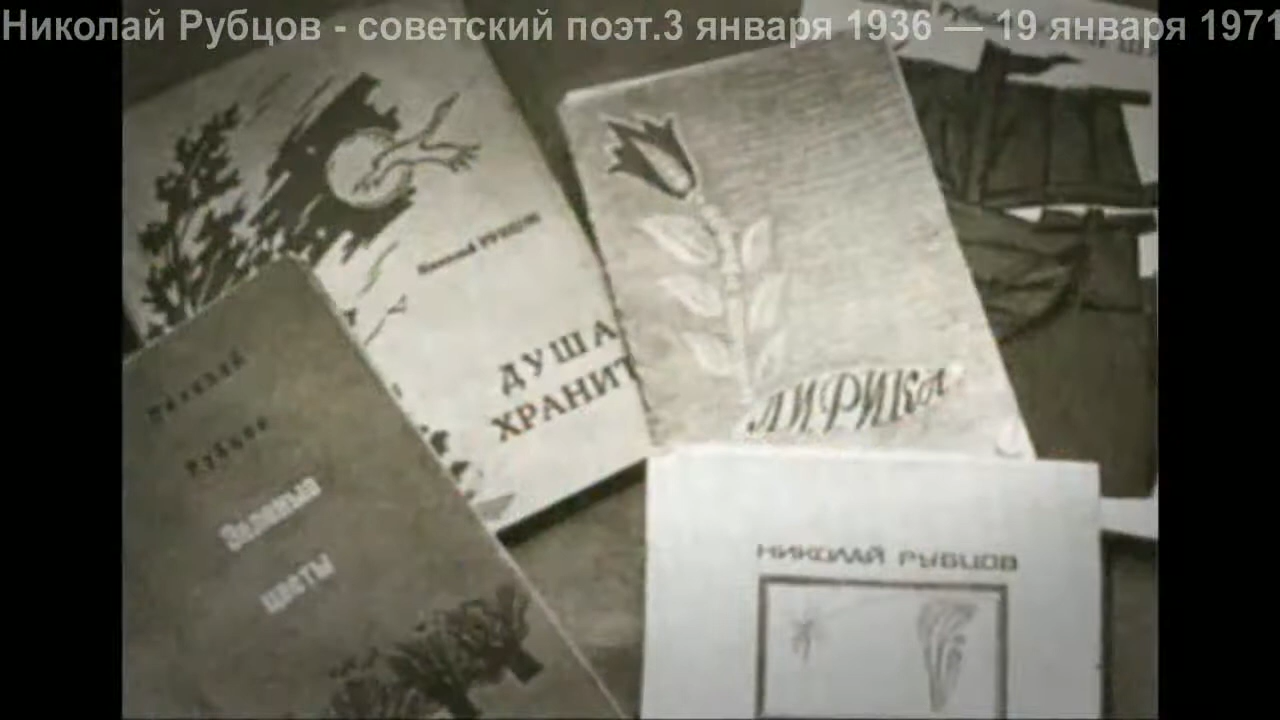 Николай Рубцов - советский поэт.3 января 1936 — 19 января 1971
Николай РУБЦОВ
ДУША
ХРАНИТ
ЛИРИКА
Николай
Рубцов
Зеленые
цветы
НИКОЛАЙ РУБЦОВ